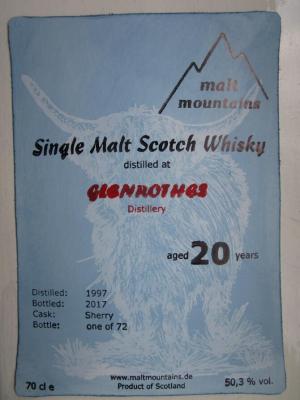 malt
mountains
Single Malt Scotch Whisky
distilled at
GLENROTHES
Distillery
aged 20 years
Distilled: 1997
Bottled: 2017
Cask: Sherry
Bottle: one of 72
www.maltmountains.de
70 cl e Product of Scotland 50,3 % vol.